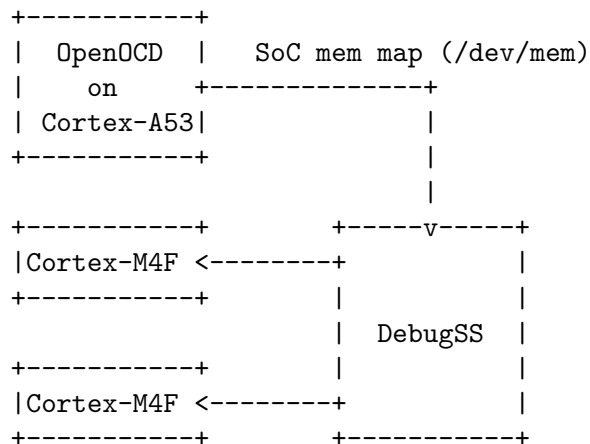 OpenOCD SoC mem map (/dev/mem)
on
Cortex-A53
v
Cortex-M4F
DebugSS
Cortex-M4F